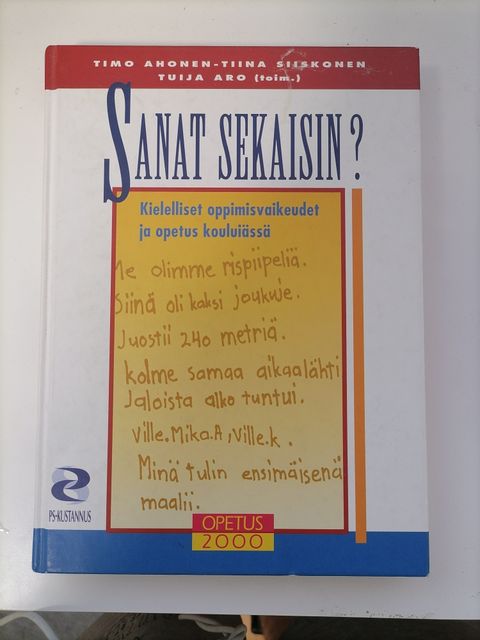 TIMO AHONEN-TIINA SIISKONEN
TUIJA ARO (toim.)
SANAT SEKAISIN?
Kielelliset oppimisvaikeudet
ja opetus kouluiässä
Me olimme rispiipeliä.
Siinä oli kaksi joukuje.
Juostii 240 metriä.
kolme samaa aikaalähti
Jaloista alko tuntui.
Ville.Mika.A,Ville.k.
Minä tulin ensimäisenä
maalii.
PS-KUSTANNUS
OPETUS
2000